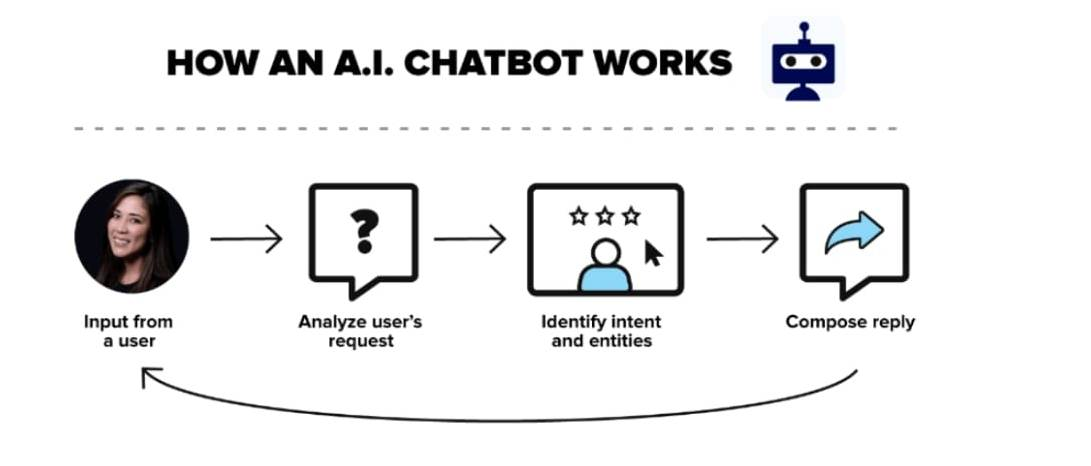 HOW AN A.I. CHATBOT WORKS
Input from
a user
Analyze user’s
request
?
Identify intent
and entities
Compose reply